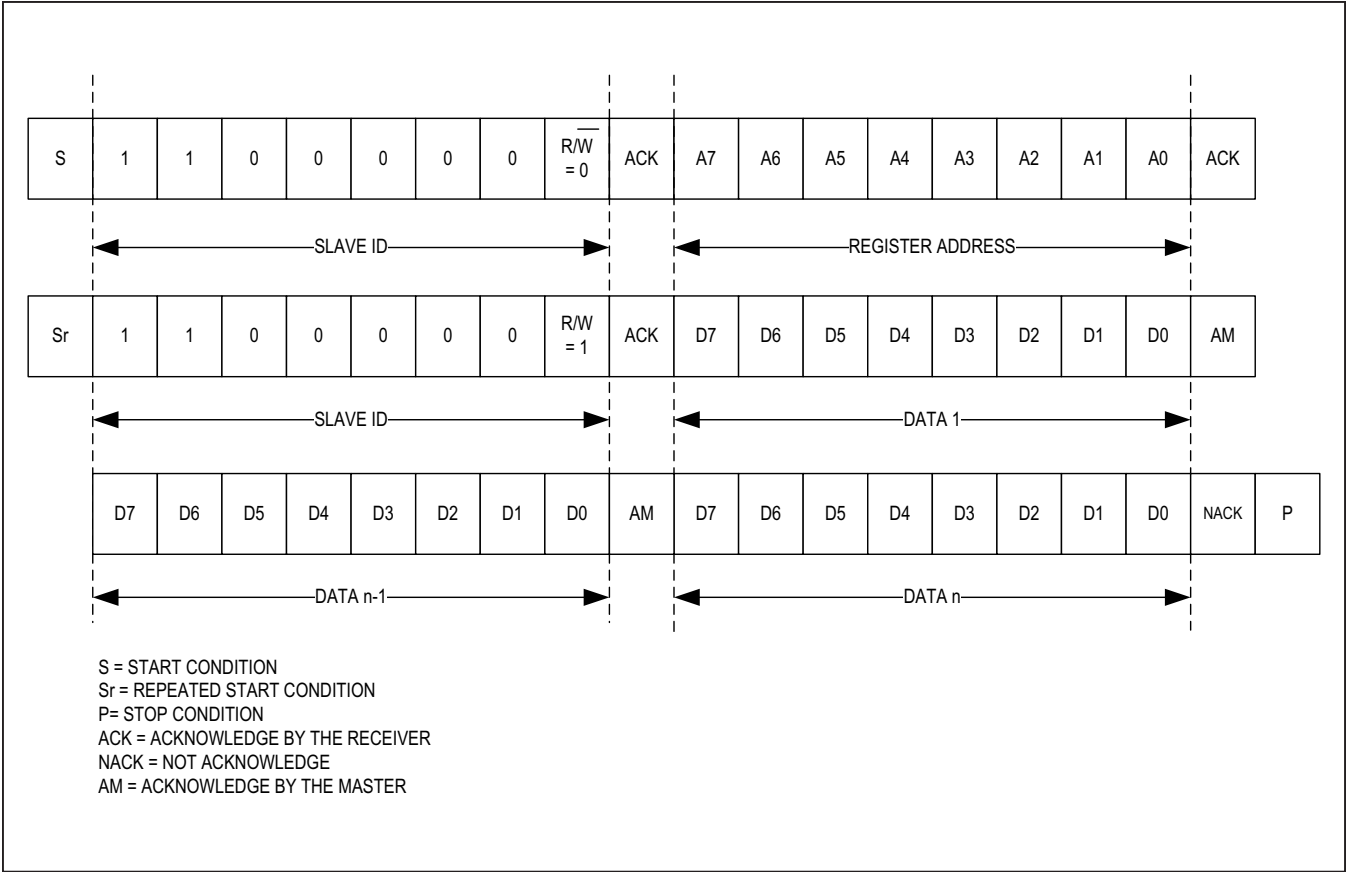 S 1 1 0 0 0 0 0 R/W̅ = 0 ACK A7 A6 A5 A4 A3 A2 A1 A0 ACK
SLAVE ID REGISTER ADDRESS
Sr 1 1 0 0 0 0 0 R/W = 1 ACK D7 D6 D5 D4 D3 D2 D1 D0 AM
SLAVE ID DATA 1
D7 D6 D5 D4 D3 D2 D1 D0 AM D7 D6 D5 D4 D3 D2 D1 D0 NACK P
DATA n-1 DATA n
S = START CONDITION
Sr = REPEATED START CONDITION
P= STOP CONDITION
ACK = ACKNOWLEDGE BY THE RECEIVER
NACK = NOT ACKNOWLEDGE
AM = ACKNOWLEDGE BY THE MASTER